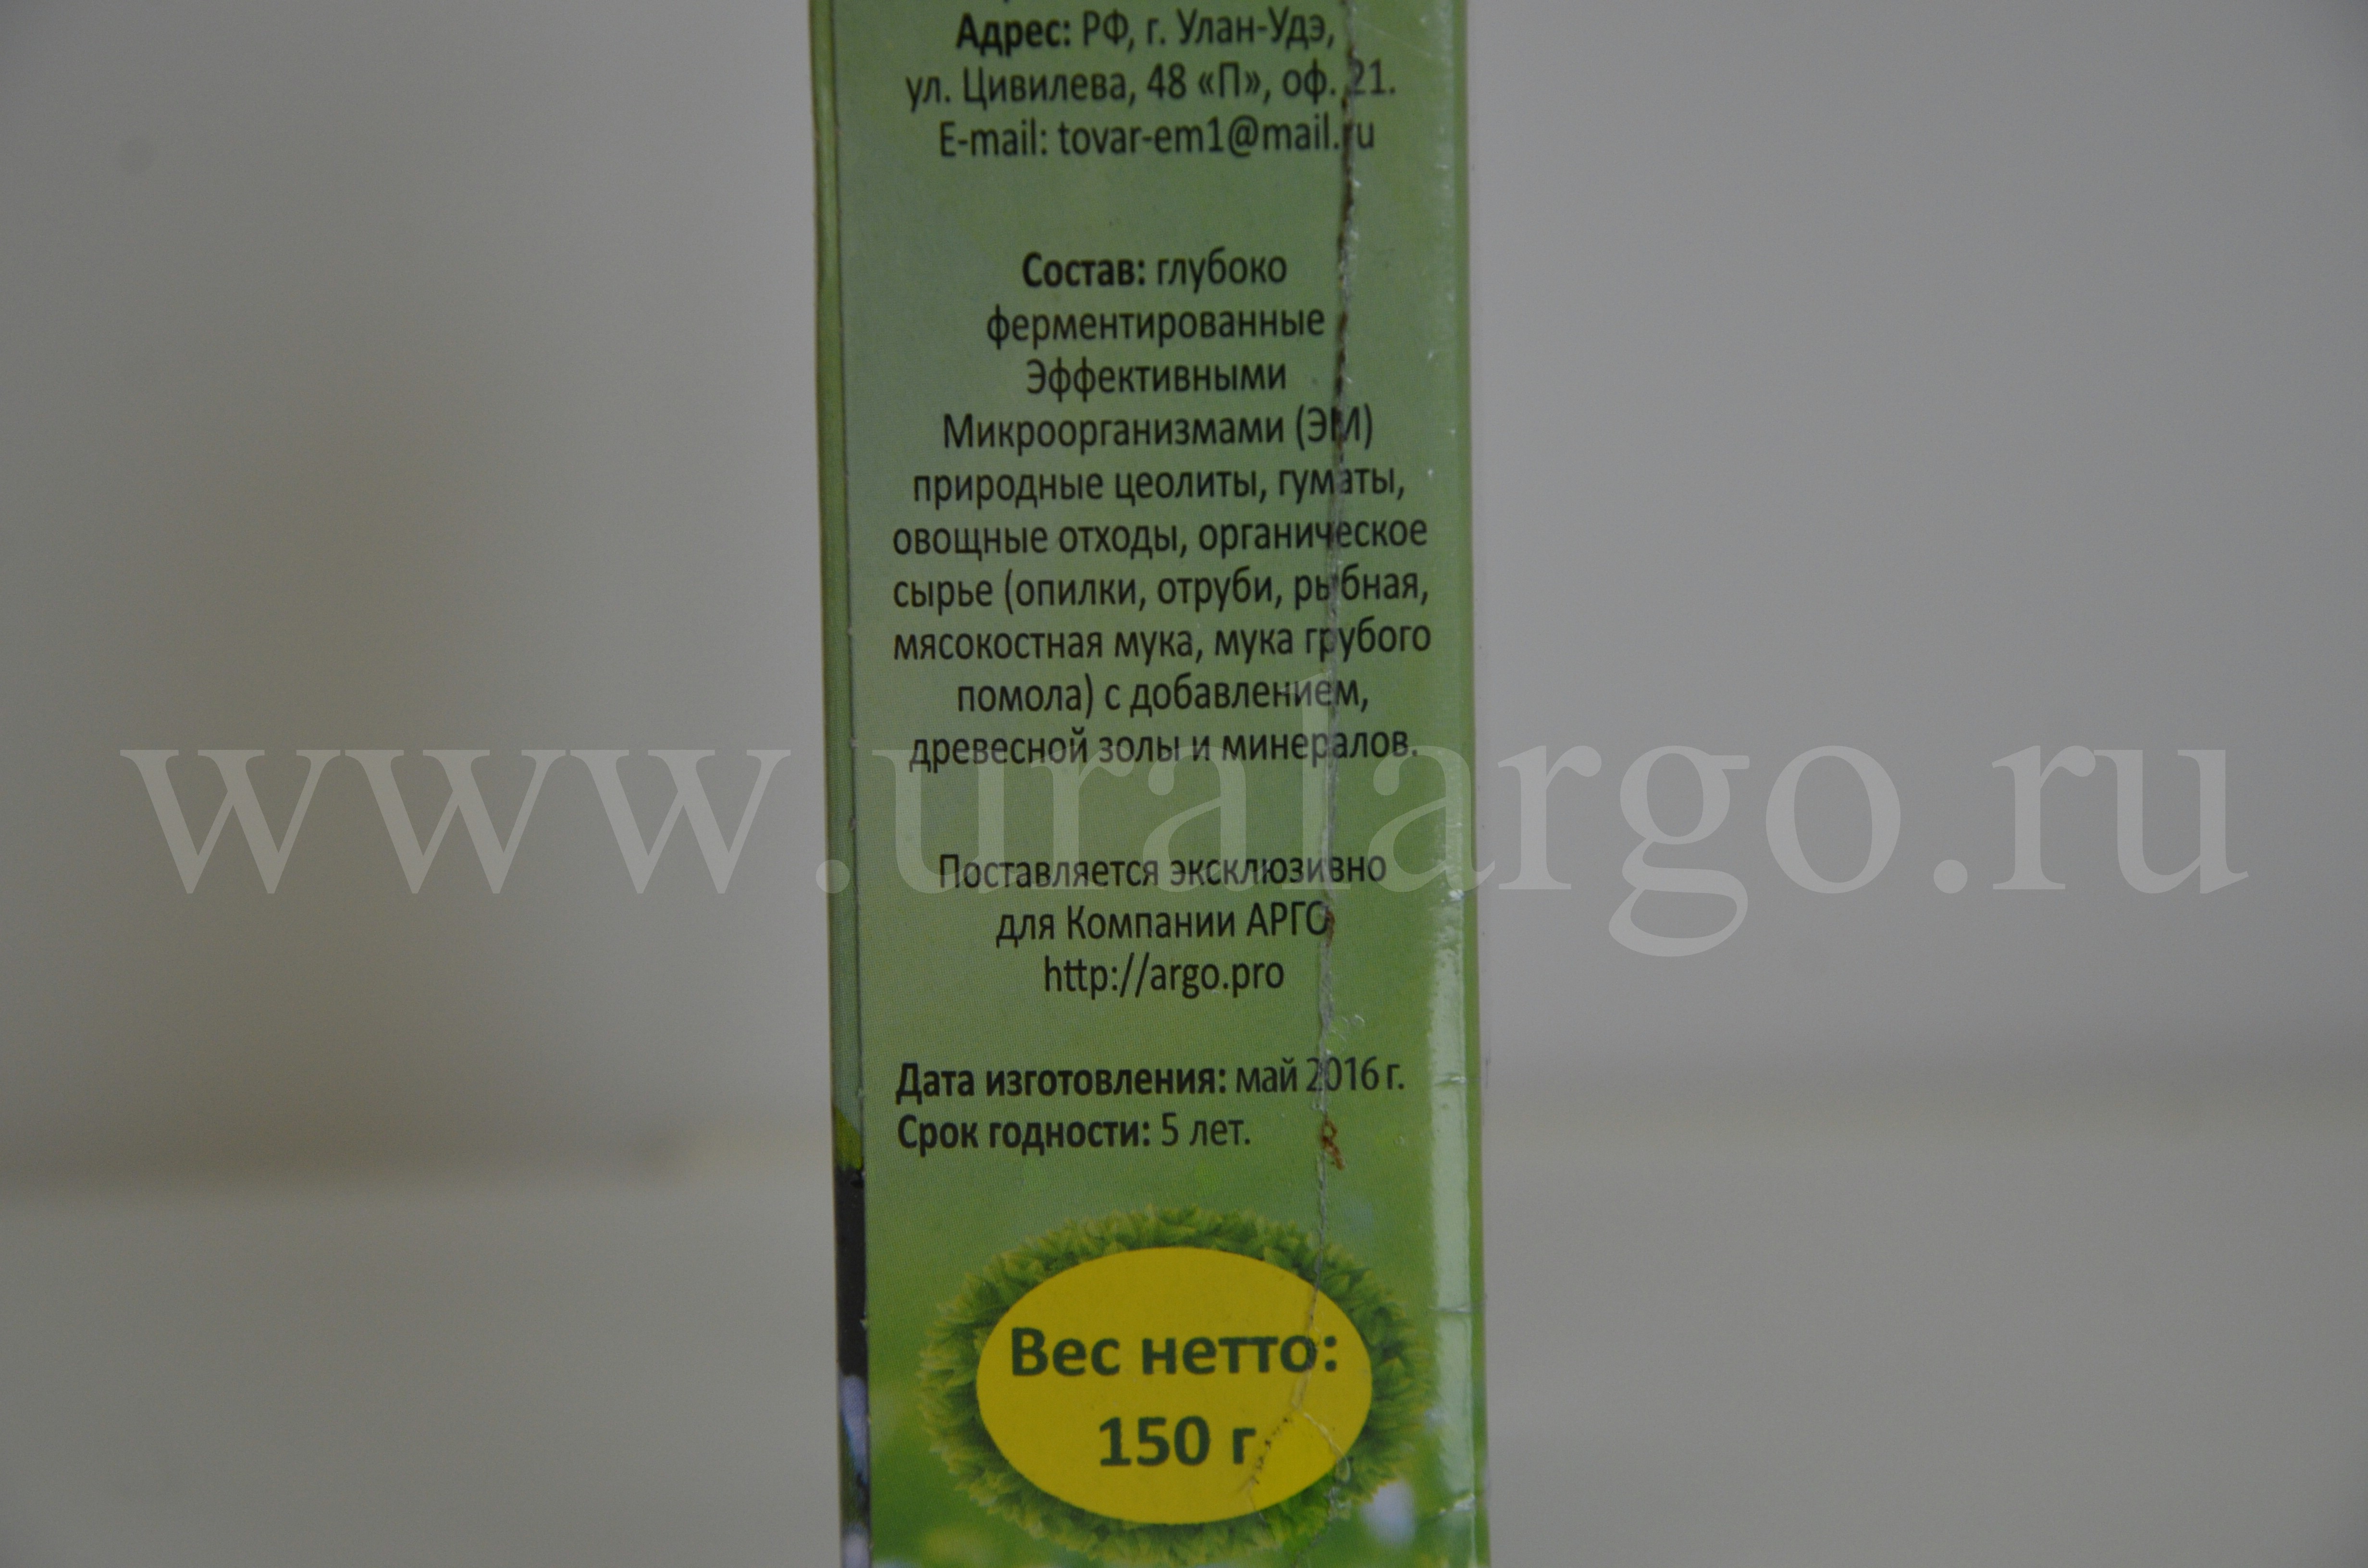 Адрес: РФ, г. Улан-Удэ,
ул. Цивилева, 48 «П», оф. 21.
E-mail: tovar-em1@mail.ru
Состав: глубоко
ферментированные
Эффективными
Микроорганизмами (ЭМ)
природные цеолиты, гуматы,
овощные отходы, органическое
сырье (опилки, отруби, рыбная,
мясокостная мука, мука грубого
помола) с добавлением,
древесной золы и минералов.
www.uralargo.ru
Поставляется эксклюзивно
для Компании АРГО
http://argo.pro
Дата изготовления: май 2016 г.
Срок годности: 5 лет.
Вес нетто:
150 г